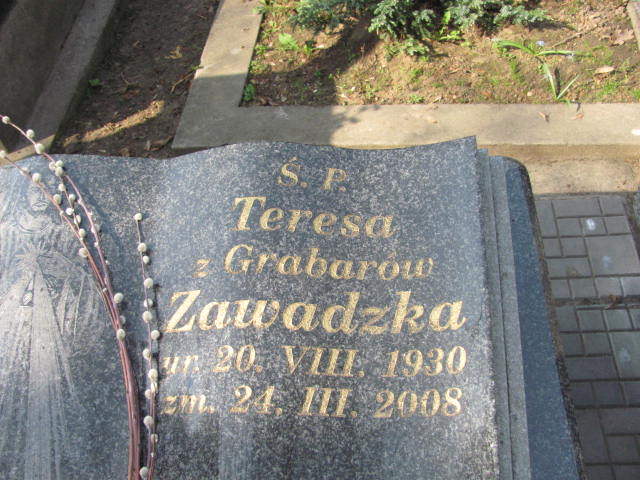 Ś. P.
Teresa
z Grabarów
Zawadzka
ur. 20. VIII. 1930
zm. 24. III. 2008